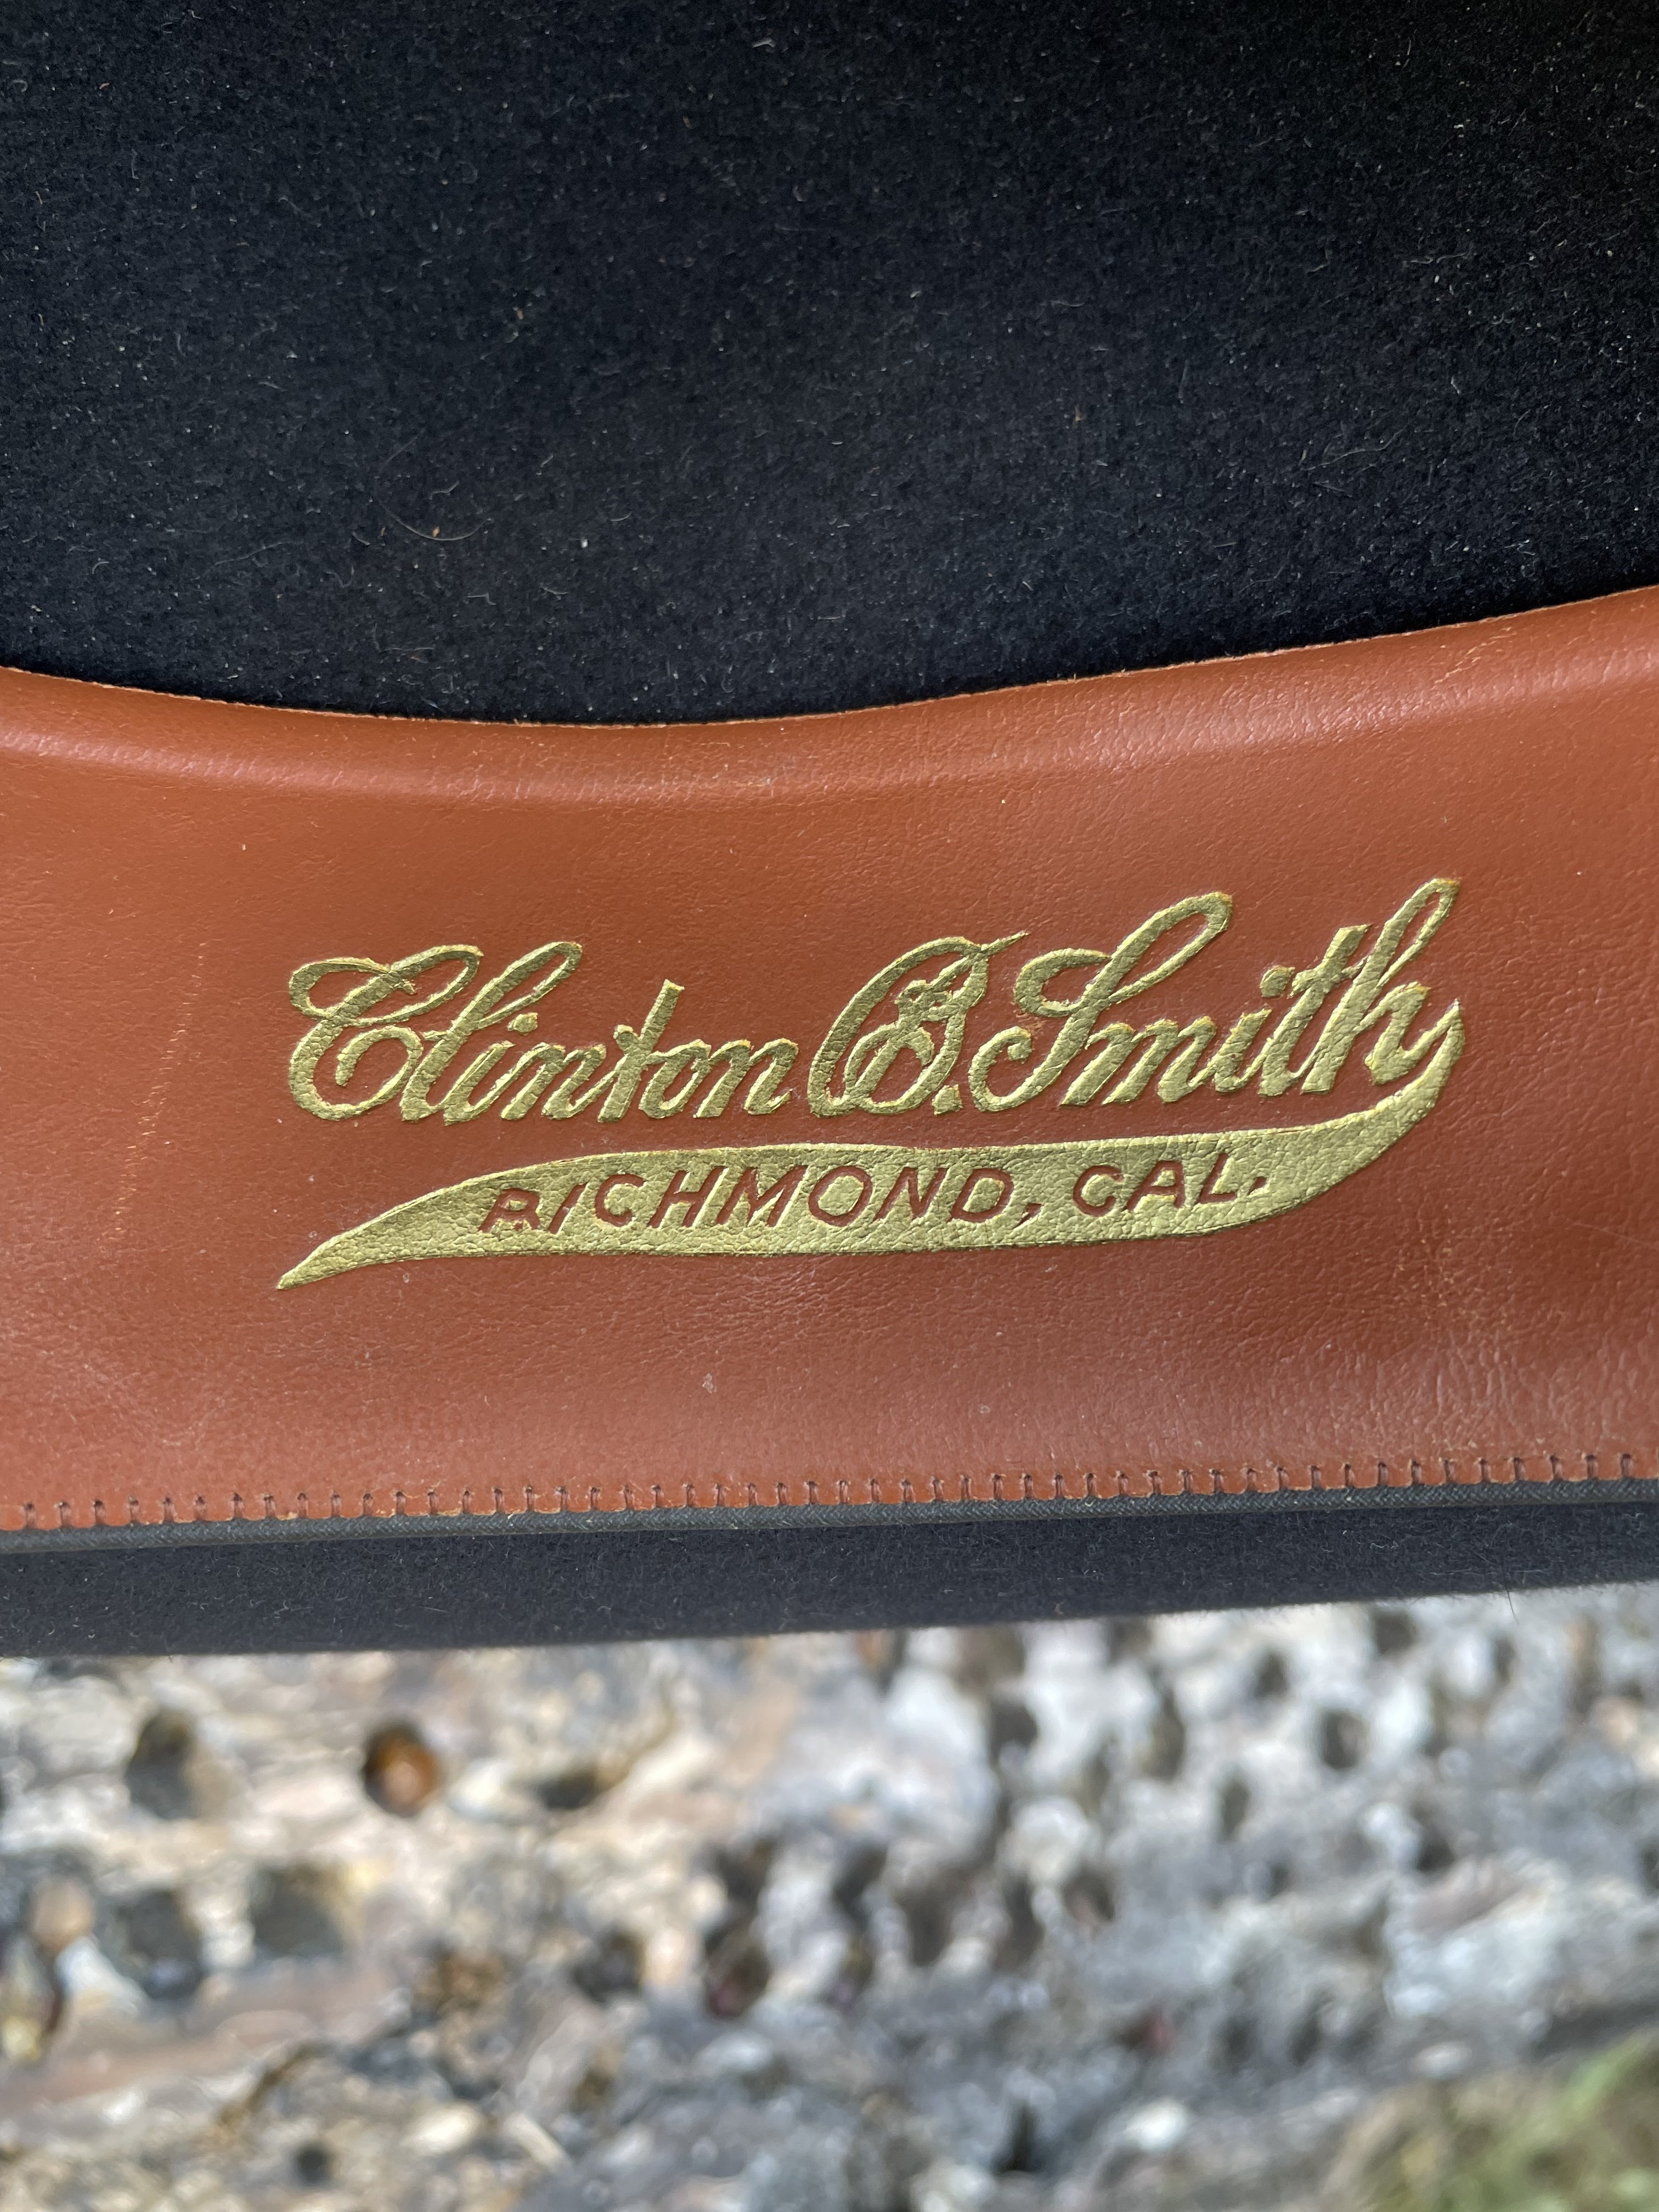 Clinton B. Smith
RICHMOND, CAL.